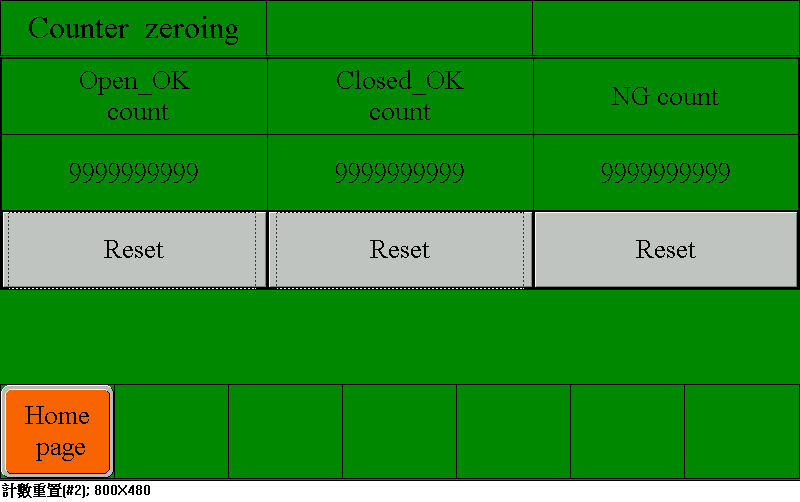 Counter zeroing
Open_OK
count
Closed_OK
count
NG count
9999999999
9999999999
9999999999
Reset
Reset
Reset
Home
page
計數重置(#2); 800X480